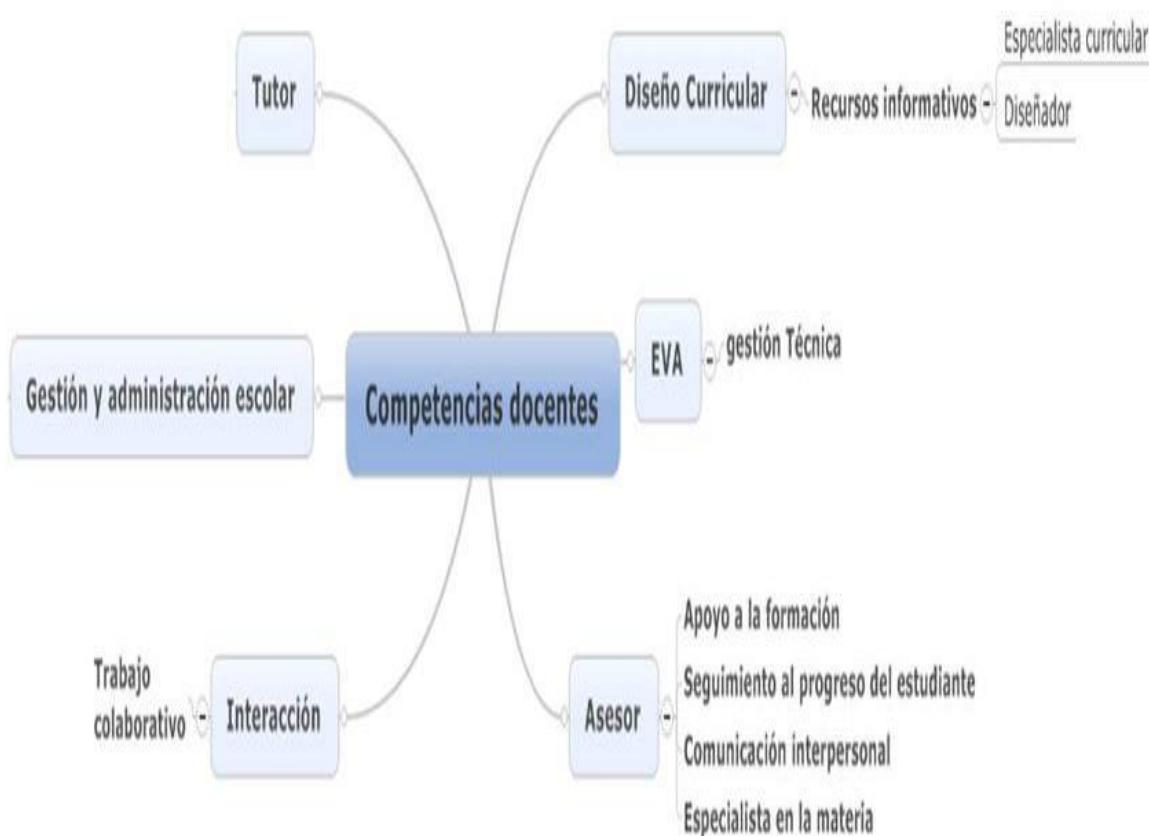 Tutor
Diseño Curricular
Recursos informativos
Especialista curricular
Diseñador
Gestión y administración escolar
Competencias docentes
EVA
gestión Técnica
Trabajo
colaborativo
Interacción
Asesor
Apoyo a la formación
Seguimiento al progreso del estudiante
Comunicación interpersonal
Especialista en la materia